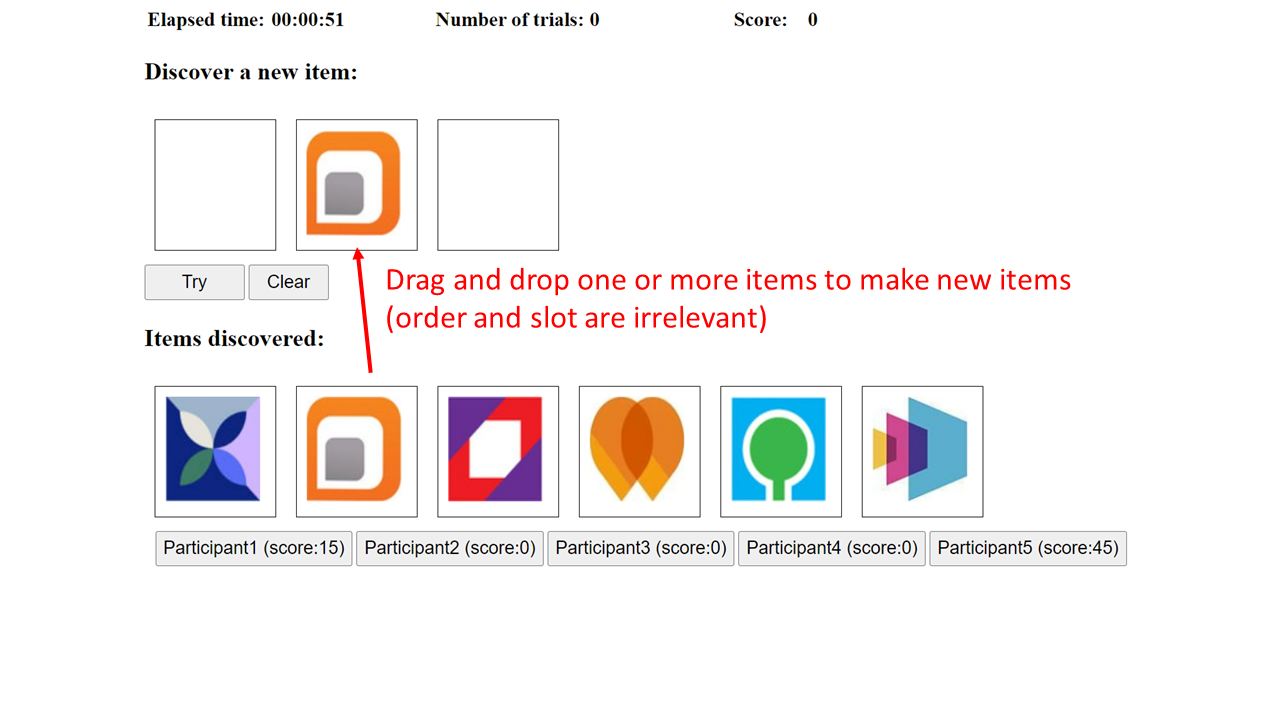 Elapsed time: 00:00:51 Number of trials: 0 Score: 0
Discover a new item:
Try Clear
Drag and drop one or more items to make new items
(order and slot are irrelevant)
Items discovered:
Participant1 (score:15) Participant2 (score:0) Participant3 (score:0) Participant4 (score:0) Participant5 (score:45)